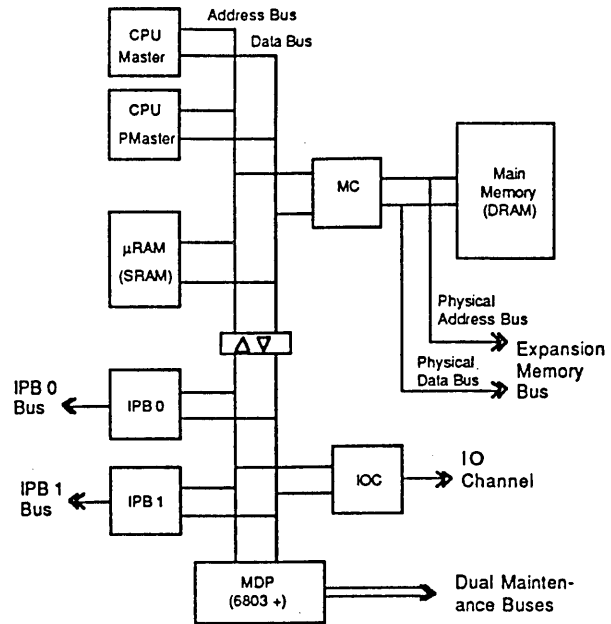 Address Bus
Data Bus
CPU
Master
CPU
PMaster
MC
Main
Memory
(DRAM)
µRAM
(SRAM)
Physical
Address Bus
Physical
Data Bus
Expansion
Memory
Bus
IPB 0
Bus
IPB 0
IPB 1
Bus
IPB 1
IOC
IO
Channel
MDP
(6803 +)
Dual Mainten-
ance Buses